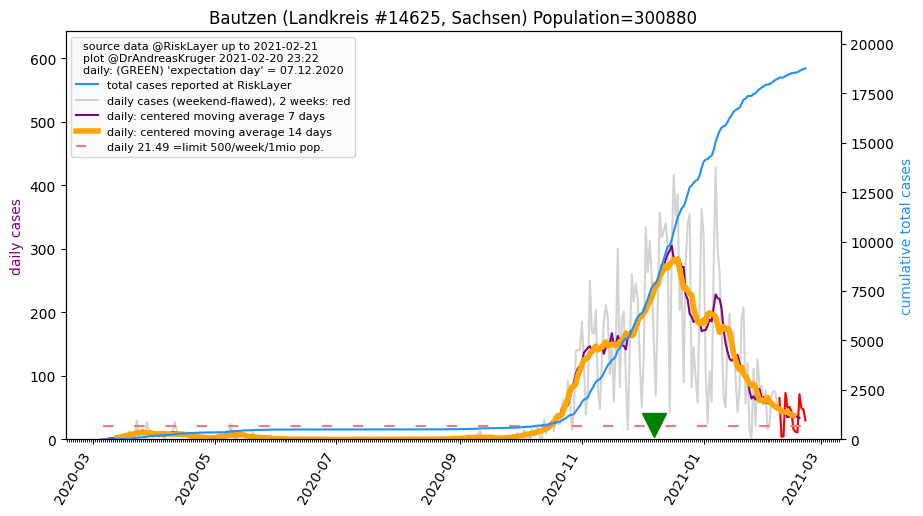 Bautzen (Landkreis #14625, Sachsen) Population=300880
source data @RiskLayer up to 2021-02-21
plot @DrAndreasKruger 2021-02-20 23:22
daily: (GREEN) 'expectation day' = 07.12.2020
total cases reported at RiskLayer
daily cases (weekend-flawed), 2 weeks: red
daily: centered moving average 7 days
daily: centered moving average 14 days
daily 21.49 =limit 500/week/1mio pop.
daily cases
600
500
400
300
200
100
0
20000
17500
15000
12500
10000
7500
5000
2500
0
cumulative total cases
2020-03
2020-05
2020-07
2020-09
2020-11
2021-01
2021-03